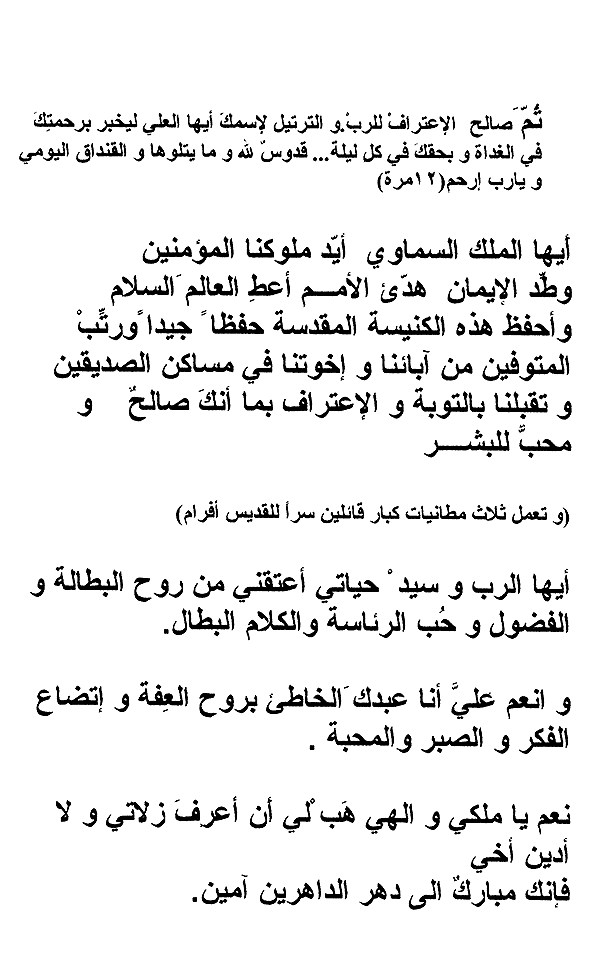 ثُمَّ صالح الإعترافُ للربْ.و الترتيل لإسمكَ أيها العلي ليخبر برحمتِكَ
في الغداة و بحقكَ في كل ليلة... قدوسٌ لله و ما يتلوها و القنداق اليومي
و يارب إرحم(١٢مرة)
أيها الملك السماوي أيّد ملوكنا المؤمنين
وطّد الإيمان هدّئ الأمـــم أعطِ العالم َالسلام
وأحفظ هذه الكنيسة المقدسة حفظا ً جيدا ًورتِّبْ
المتوفين من آبائنا و إخوتنا في مساكن الصديقين
و تقبلنا بالتوبة و الإعتراف بما أنكَ صالحٌ و
محبٌّ للبشـــر
(و تعمل ثلاث مطانيات كبار قائلين سرأ للقديس أفرام)
أيها الرب و سيد ْ حياتي أعتقني من روح البطالة و
الفضول و حُب الرئاسة والكلام البطال.
و انعم عليَّ أنا عبدك َالخاطئ بروح العِفة و إتضاع
الفكر و الصبر والمحبة .
نعم يا ملكي و الهي هَب ْلي أن أعرِفَ زلاتي و لا
أدين أخي
فإنك مباركٌ الى دهر الداهرين آمين.